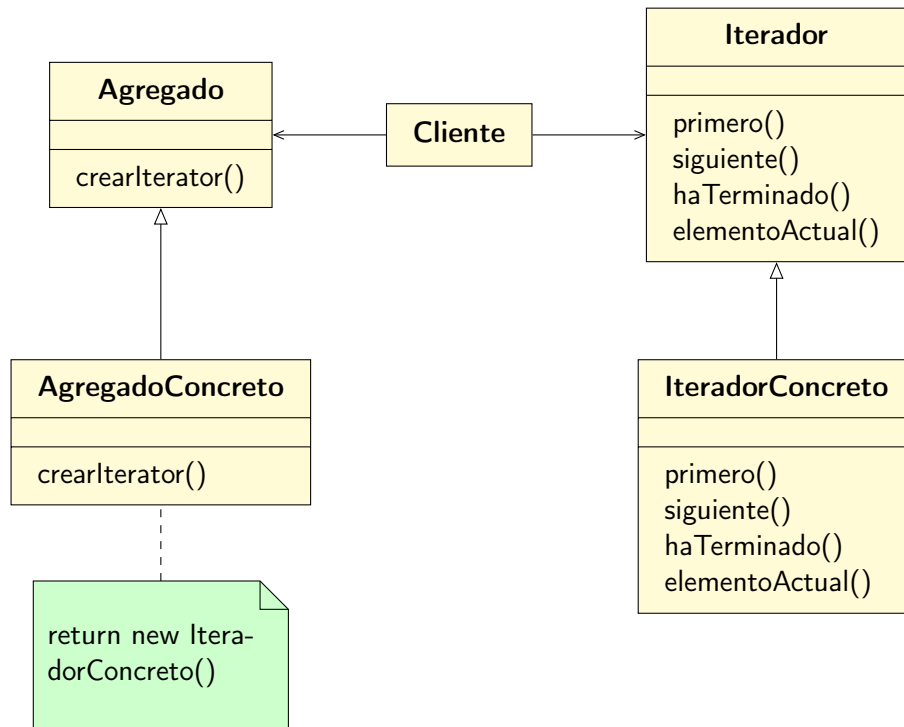 Agregado
crearIterator()
Cliente
Iterador
primero()
siguiente()
haTerminado()
elementoActual()
AgregadoConcreto
crearIterator()
return new Itera-
dorConcreto()
IteradorConcreto
primero()
siguiente()
haTerminado()
elementoActual()